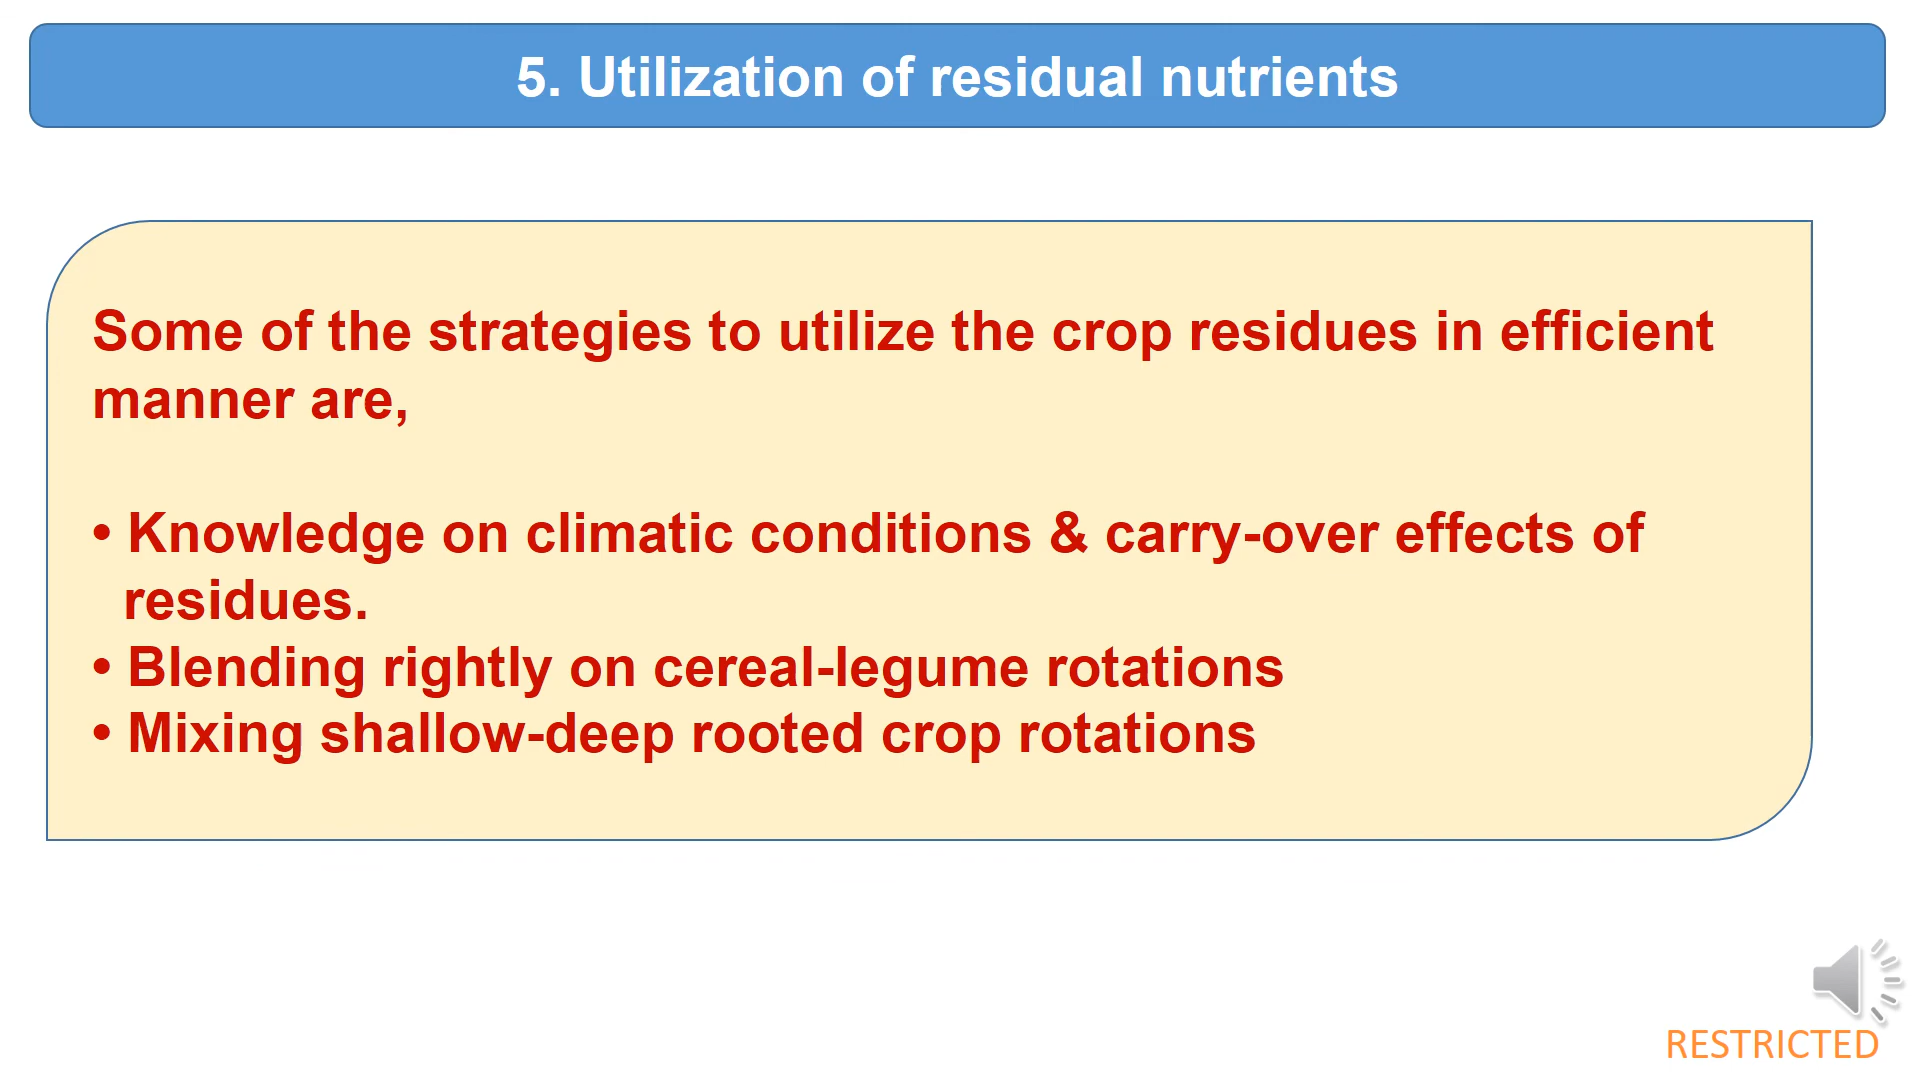 5. Utilization of residual nutrients
Some of the strategies to utilize the crop residues in efficient
manner are,
• Knowledge on climatic conditions & carry-over effects of
residues.
• Blending rightly on cereal-legume rotations
• Mixing shallow-deep rooted crop rotations
RESTRICTED